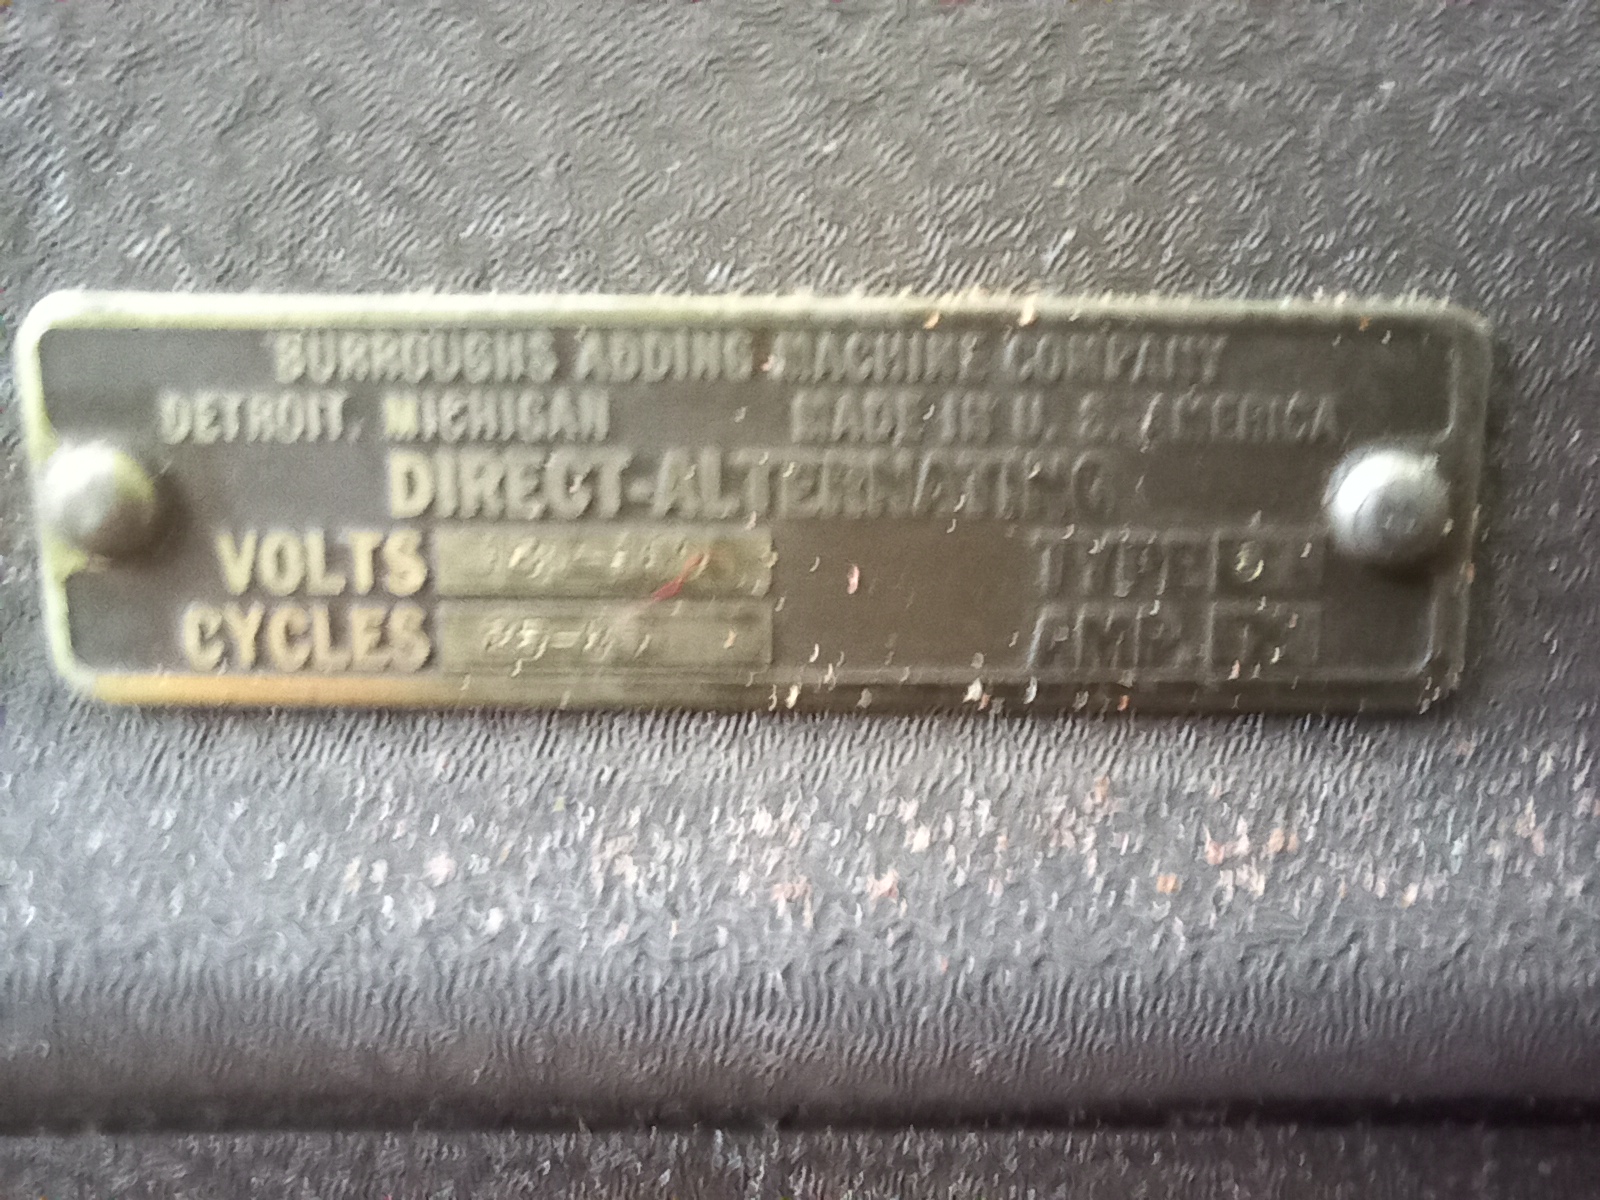 BURROUGHS ADDING MACHINE COMPANY
DETROIT, MICHIGAN MADE IN U. S. AMERICA
DIRECT-ALTERNATING
VOLTS TYPE
CYCLES AMP.